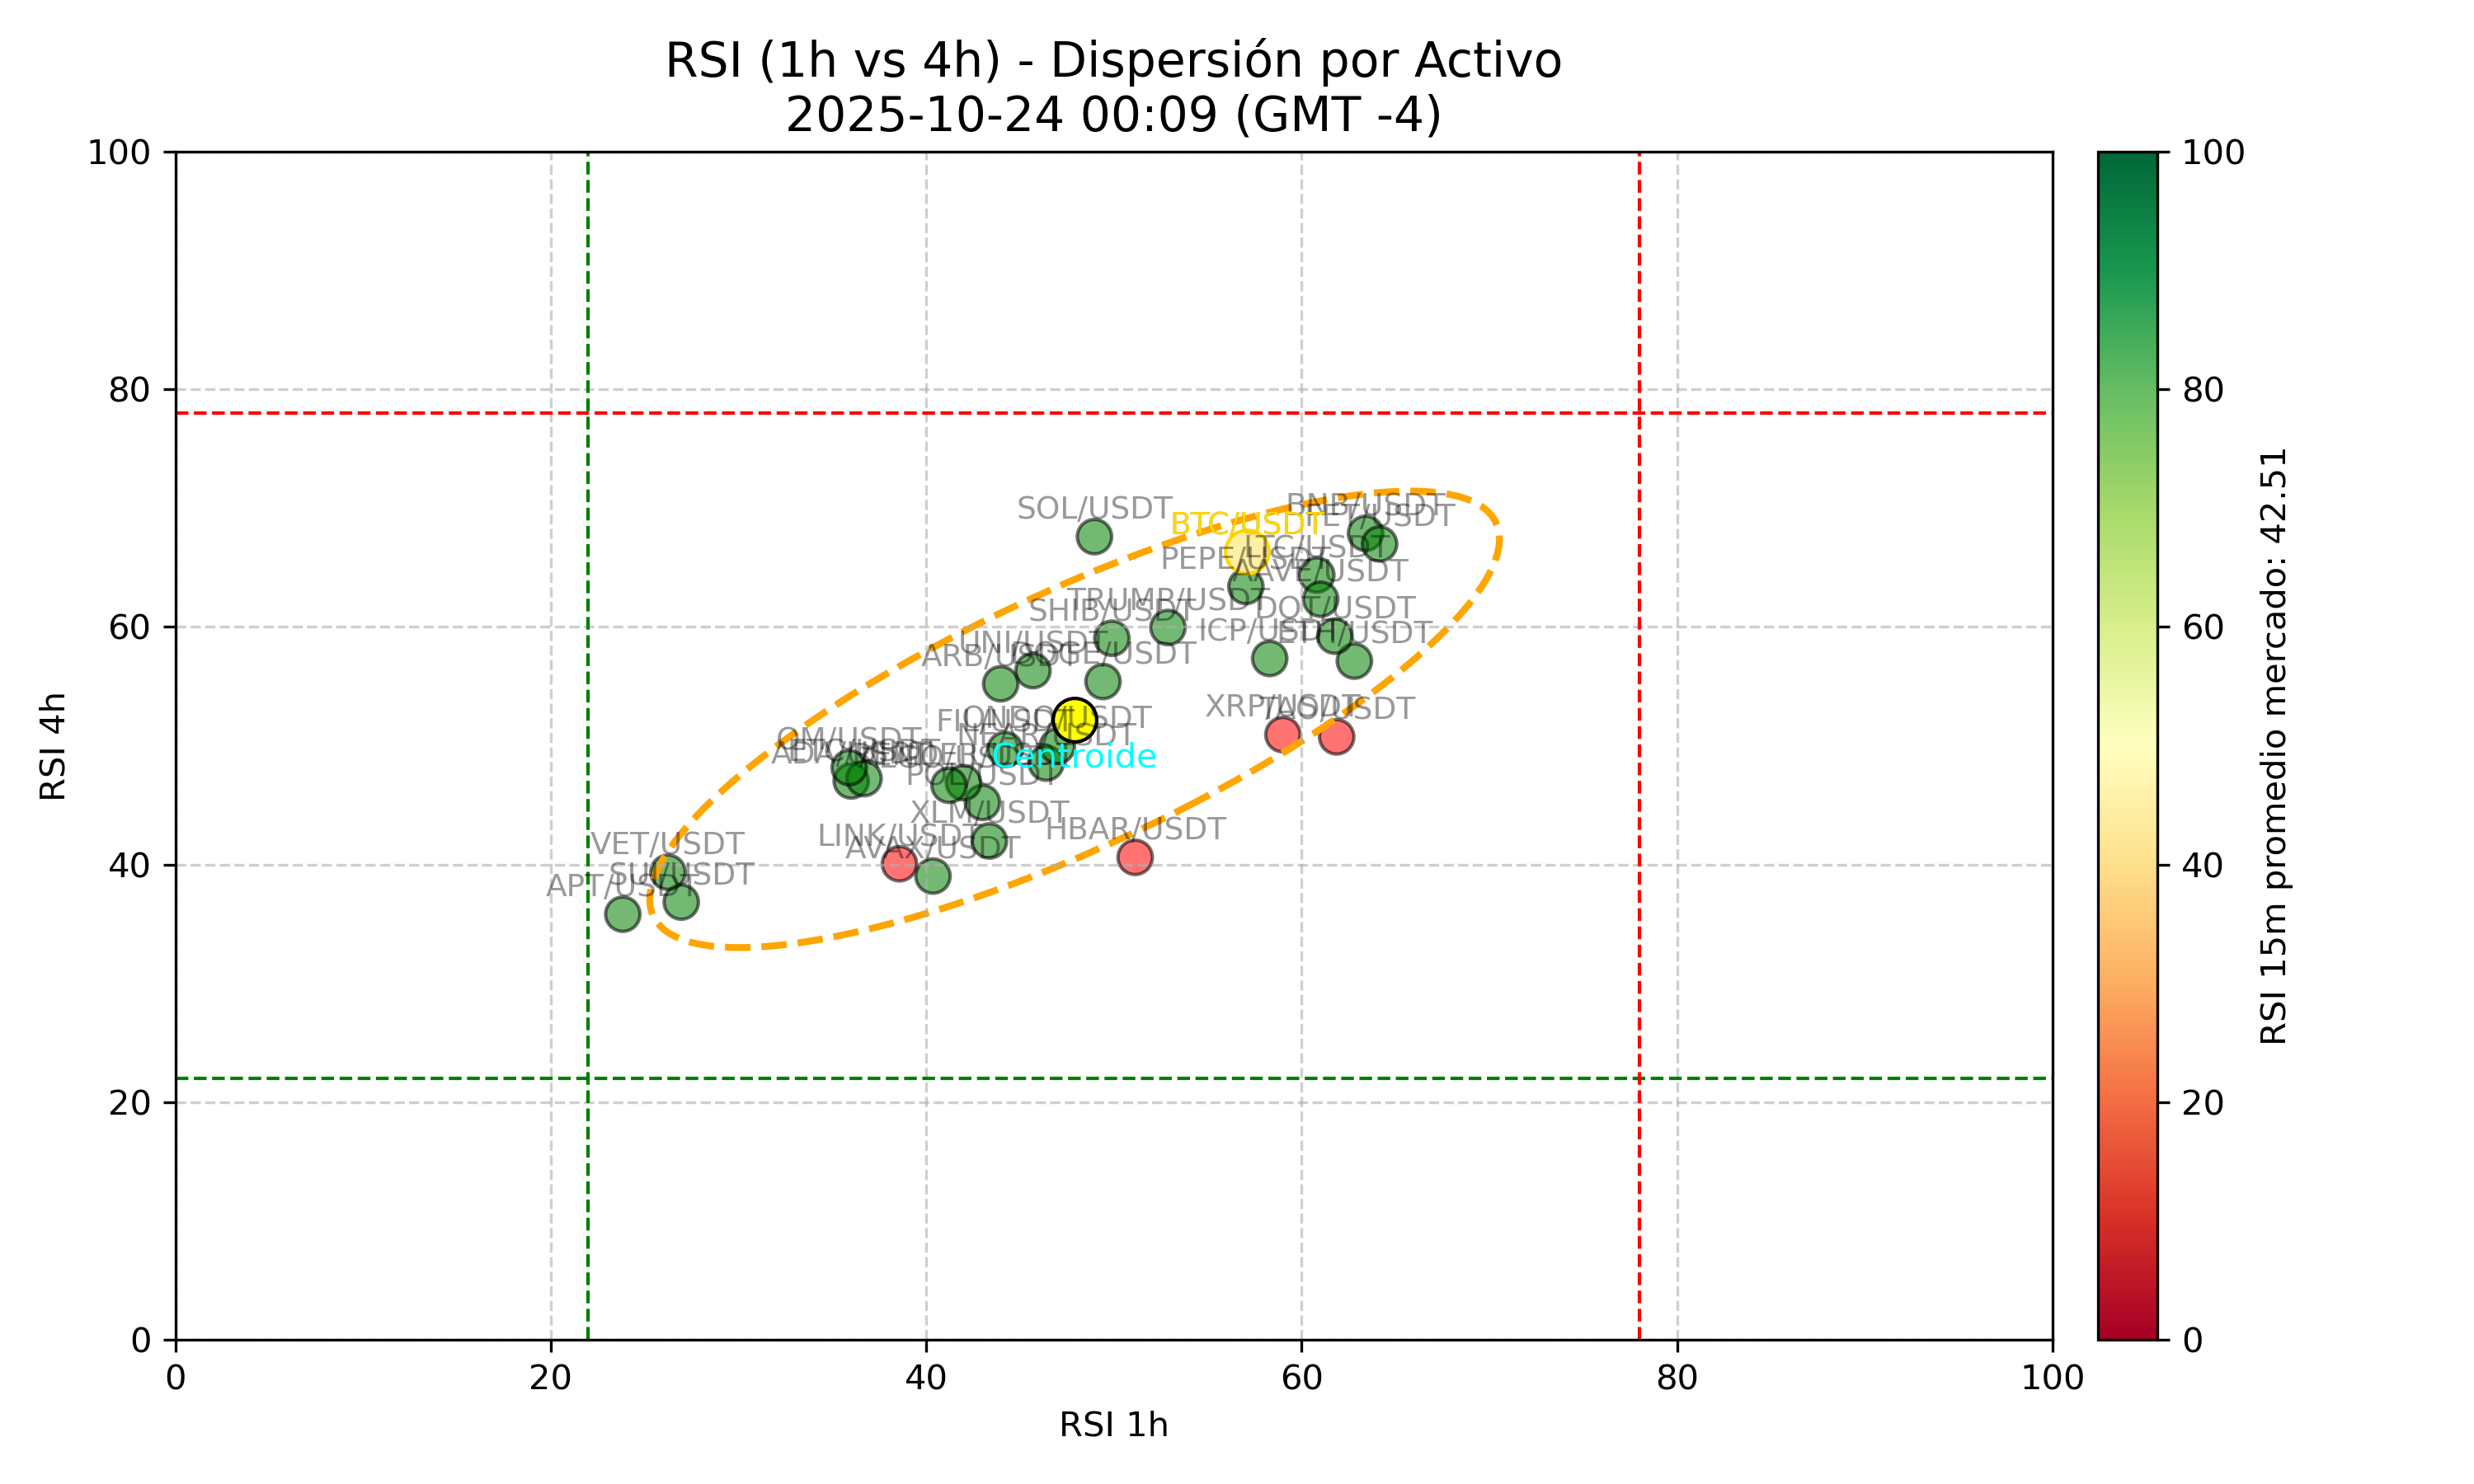 RSI (1h vs 4h) - Dispersión por Activo
2025-10-24 00:09 (GMT -4)
100
80
60
40
20
0
RSI 4h
SOL/USDT
BNB/USDT
FET/USDT
BTC/USDT
LTC/USDT
PEPE/USDT
AAVE/USDT
TRUMP/USDT
SHIB/USDT
DOT/USDT
ICP/USDT
ETH/USDT
UNI/USDT
DOGE/USDT
ARB/USDT
XRP/USDT
TAO/USDT
ONDO/USDT
FIL/USDT
NEAR/USDT
OM/USDT
ETC/USDT
ADA/USDT
Centroide
POL/USDT
XLM/USDT
HBAR/USDT
LINK/USDT
AVAX/USDT
VET/USDT
SUI/USDT
APT/USDT
0
20
40
60
80
100
RSI 1h
100
80
60
40
20
0
RSI 15m promedio mercado: 42.51